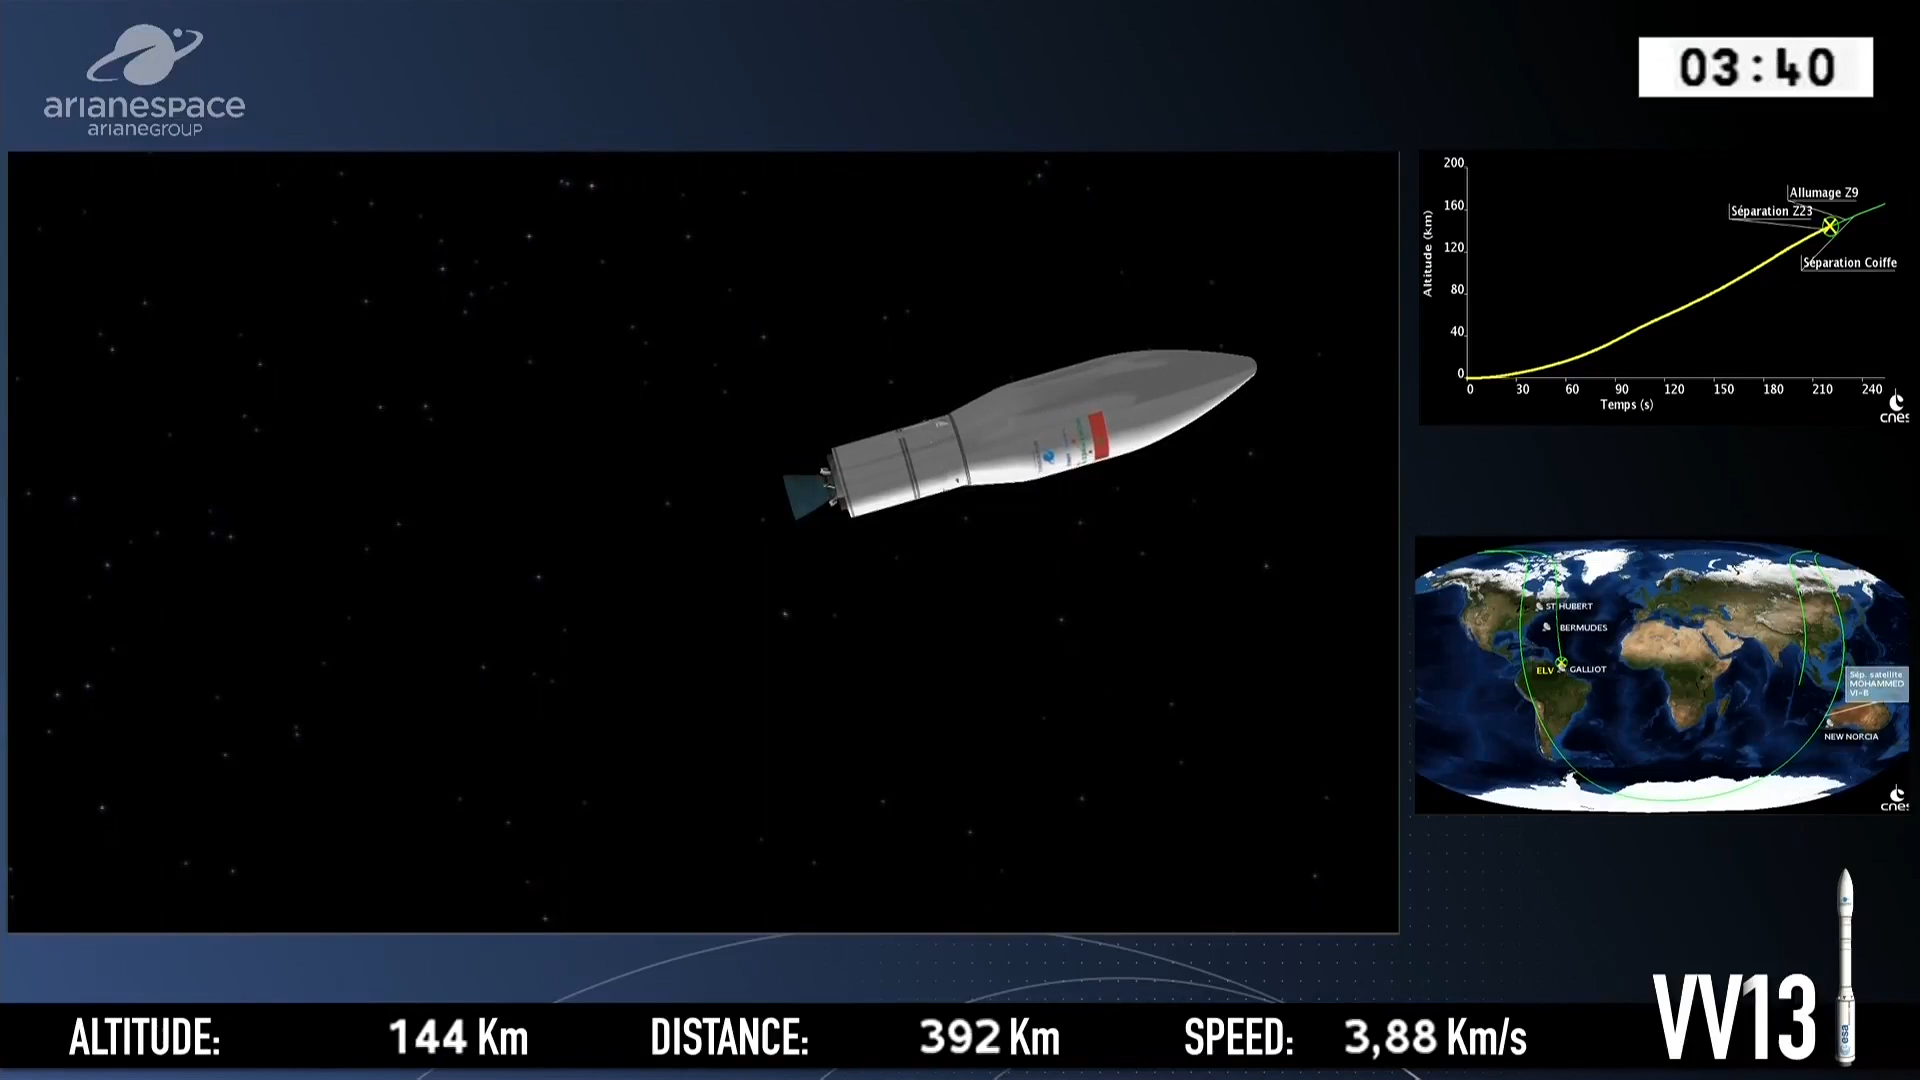 arianespace
arianeGROUP
03:40
200
160
120
80
40
0
Altitude (km)
Allumage Z9
Séparation Z23
Séparation Coiffe
0 30 60 90 120 150 180 210 240
Temps (s)
cnes
ST HUBERT
BERMUDES
ELV
GALLIOT
Sép. satellite
MOHAMMED
VI-B
NEW NORCIA
cnes
VV13
esa
ALTITUDE: 144 Km DISTANCE: 392 Km SPEED: 3,88 Km/s